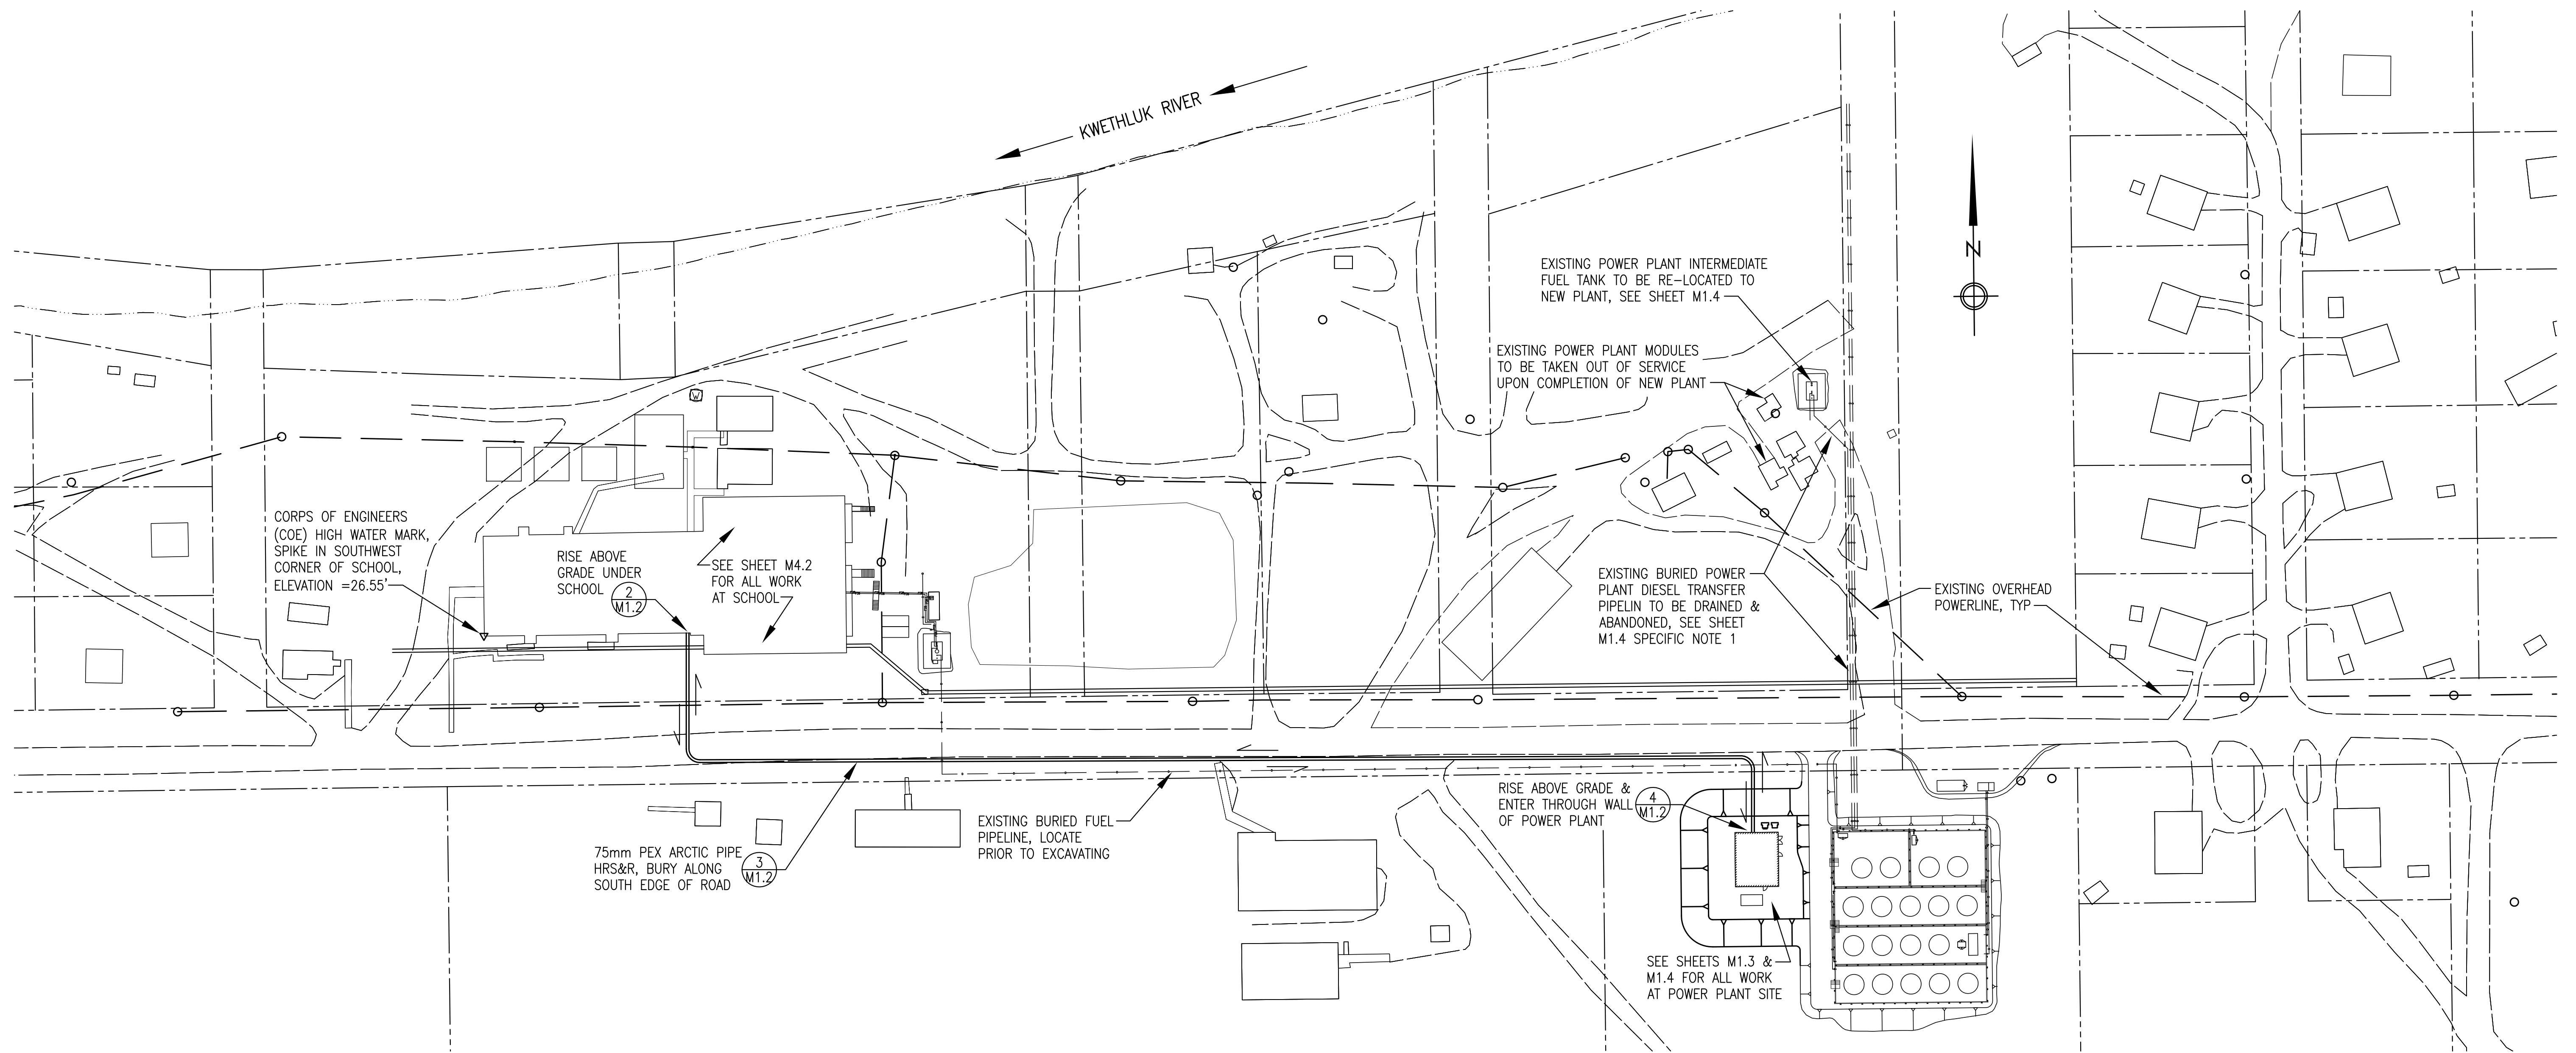 KWETHLUK RIVER
N
EXISTING POWER PLANT INTERMEDIATE
FUEL TANK TO BE RE-LOCATED TO
NEW PLANT, SEE SHEET M1.4
EXISTING POWER PLANT MODULES
TO BE TAKEN OUT OF SERVICE
UPON COMPLETION OF NEW PLANT
W
CORPS OF ENGINEERS
(COE) HIGH WATER MARK,
SPIKE IN SOUTHWEST
CORNER OF SCHOOL,
ELEVATION =26.55'
RISE ABOVE
GRADE UNDER
SCHOOL
2
M1.2
SEE SHEET M4.2
FOR ALL WORK
AT SCHOOL
EXISTING BURIED POWER
PLANT DIESEL TRANSFER
PIPELIN TO BE DRAINED &
ABANDONED, SEE SHEET
M1.4 SPECIFIC NOTE 1
EXISTING OVERHEAD
POWERLINE, TYP
75mm PEX ARCTIC PIPE
HRS&R, BURY ALONG
SOUTH EDGE OF ROAD
3
M1.2
EXISTING BURIED FUEL
PIPELINE, LOCATE
PRIOR TO EXCAVATING
RISE ABOVE GRADE &
ENTER THROUGH WALL
OF POWER PLANT
4
M1.2
SEE SHEETS M1.3 &
M1.4 FOR ALL WORK
AT POWER PLANT SITE